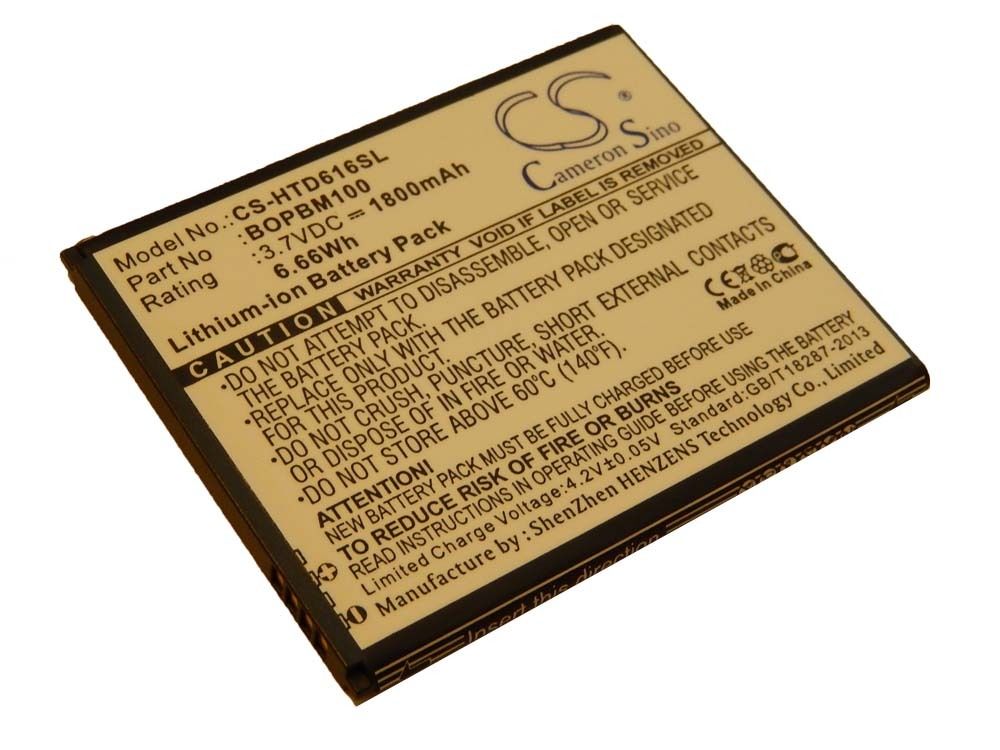 CS®
Cameron Sino
Model No.:CS-HTD616SL
Part No :BOPBM100
Rating :3.7VDC 1800mAh
6.66Wh
Lithium-ion Battery Pack
CE
Made in China
CAUTION WARRANTY VOID IF LABEL REMOVED
-DO NOT ATTEMPT TO DISASSEMBLE, OPEN OR SERVICE
THE BATTERY PACK.
-REPLACE ONLY WITH THE BATTERY PACK DESIGNATED
FOR THIS PRODUCT.
-DO NOT CRUSH, PUNCTURE, SHORT EXTERNAL CONTACTS
OR DISPOSE OF IN FIRE OR WATER.
-DO NOT STORE ABOVE 60°C (140°F)
ATTENTION!
NEW BATTERY PACK MUST BE FULLY CHARGED BEFORE USING
TO REDUCE RISK OF FIRE OR BURNS
READ INSTRUCTIONS IN OPERATING GUIDE BEFORE USING BATTERY
Limited Charge Voltage:4.2V±0.05V Standard:GB/T18287-2013
Manufacture by :ShenZhen HENZENS Technology Co., Limited
Insert this direction